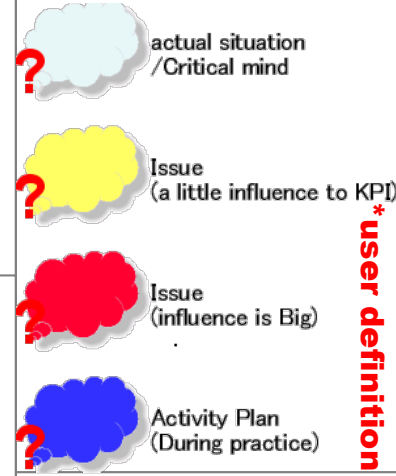 ?
actual situation
/Critical mind
?
Issue
(a little influence to KPI)
?
Issue
(influence is Big)
?
Activity Plan
(During practice)
*user definition